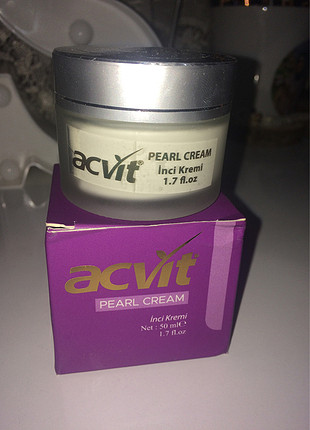 acvit
PEARL CREAM
İnci Kremi
1.7 fl.oz
acvit
PEARL CREAM
İnci Kremi
Net : 50 ml℮
1.7 fl.oz